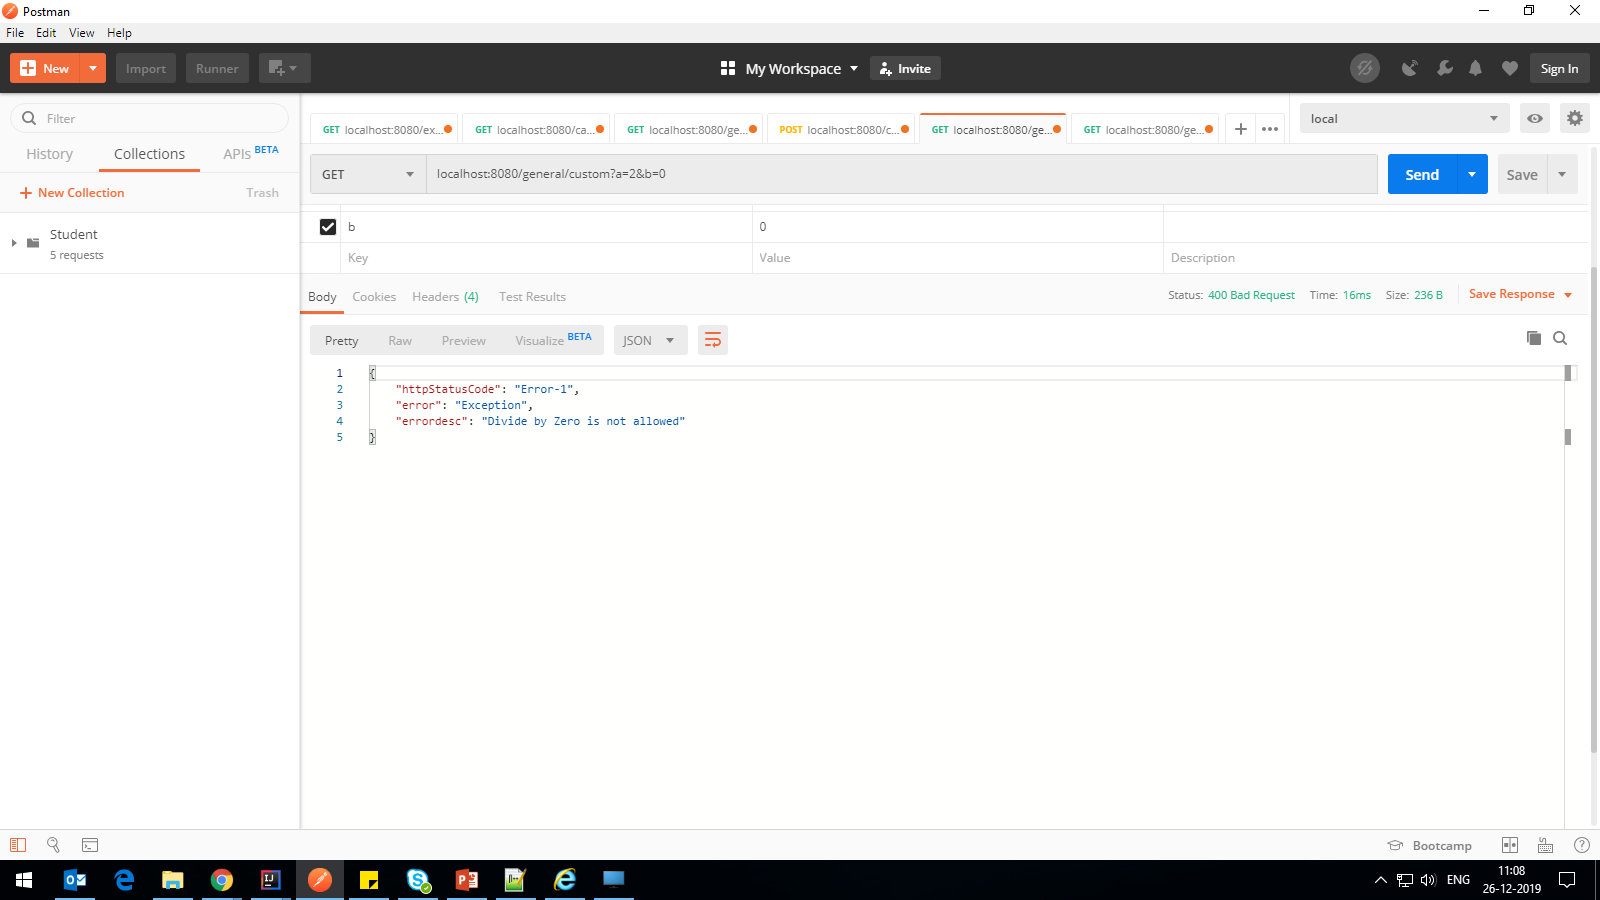 Postman
File Edit View Help
New Import Runner My Workspace Invite Sign In
Filter
History Collections APIs BETA
+ New Collection Trash
Student
5 requests
GET localhost:8080/ex... GET localhost:8080/ca... GET localhost:8080/ge... POST localhost:8080/c... GET localhost:8080/ge... GET localhost:8080/ge... + ••• local
GET localhost:8080/general/custom?a=2&b=0 Send Save
b 0
Key Value Description
Body Cookies Headers (4) Test Results Status: 400 Bad Request Time: 16ms Size: 236 B Save Response
Pretty Raw Preview Visualize BETA JSON
1 {
2 "httpStatusCode": "Error-1",
3 "error": "Exception",
4 "errordesc": "Divide by Zero is not allowed"
5 }
Bootcamp
ENG 11:08
26-12-2019